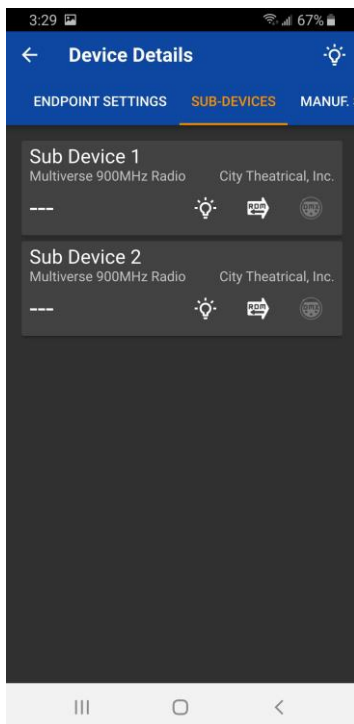 3:29 67%
Device Details
ENDPOINT SETTINGS SUB-DEVICES MANUF.
Sub Device 1
Multiverse 900MHz Radio City Theatrical, Inc.
--- RDM
Sub Device 2
Multiverse 900MHz Radio City Theatrical, Inc.
--- RDM